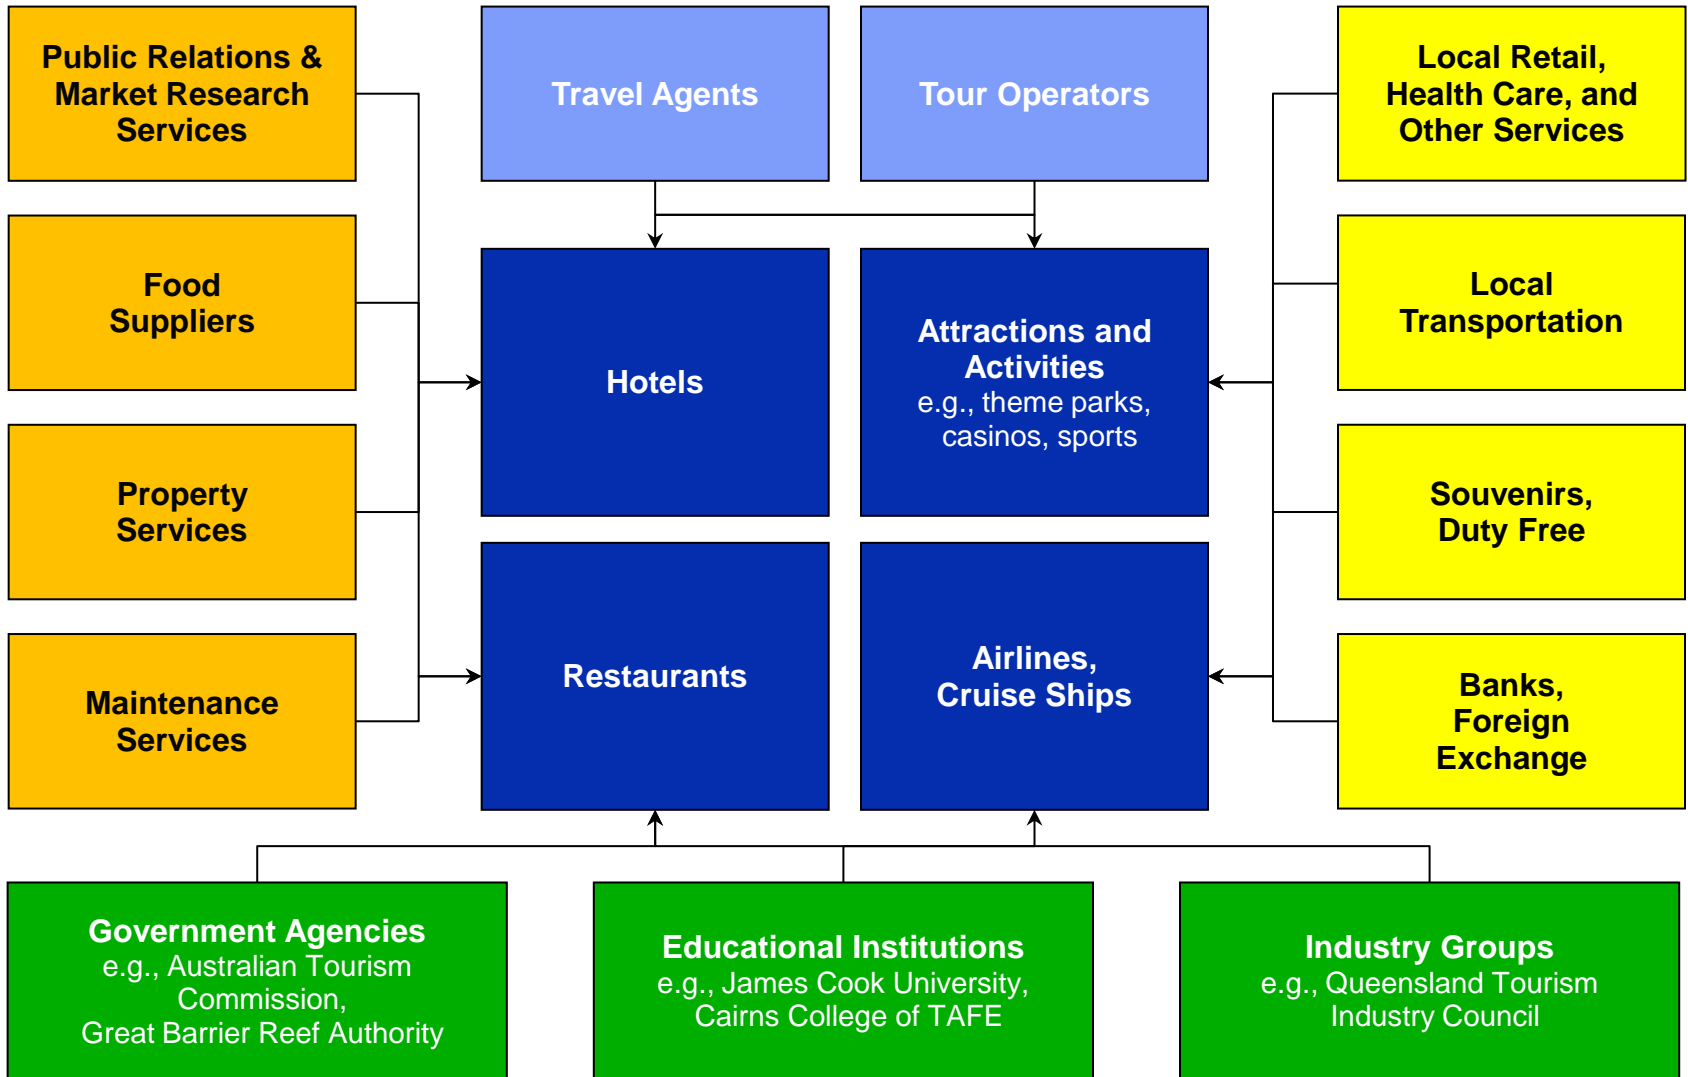 Public Relations &
Market Research
Services
Travel Agents
Tour Operators
Local Retail,
Health Care, and
Other Services
Food
Suppliers
Hotels
Attractions and
Activities
e.g., theme parks,
casinos, sports
Local
Transportation
Property
Services
Souvenirs,
Duty Free
Maintenance
Services
Restaurants
Airlines,
Cruise Ships
Banks,
Foreign
Exchange
Government Agencies
e.g., Australian Tourism
Commission,
Great Barrier Reef Authority
Educational Institutions
e.g., James Cook University,
Cairns College of TAFE
Industry Groups
e.g., Queensland Tourism
Industry Council